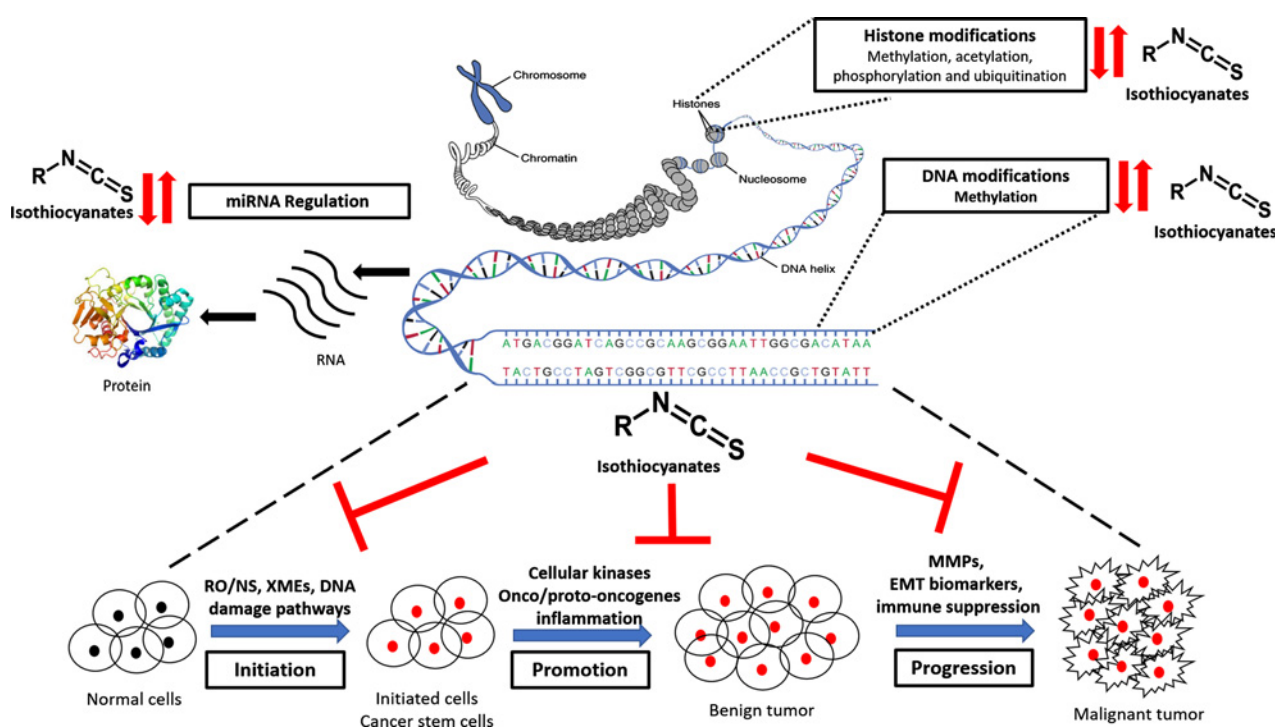 Histone modifications
Methylation, acetylation,
phosphorylation and ubiquitination
R N C S
Isothiocyanates
Chromosome
Histones
Chromatin
Nucleosome
R N C S
Isothiocyanates
miRNA Regulation
DNA modifications
Methylation
R N C S
Isothiocyanates
DNA helix
RNA
Protein
ATGACGGATCAGCCGCAAGCGGAATTGGCGACATAA
TACTGCCTAGTCGGCGTTCGCCTTAACCGCTGTATT
R N C S
Isothiocyanates
RO/NS, XMEs, DNA
damage pathways
Initiation
Cellular kinases
Onco/proto-oncogenes
inflammation
Promotion
MMPs,
EMT biomarkers,
immune suppression
Progression
Normal cells
Initiated cells
Cancer stem cells
Benign tumor
Malignant tumor